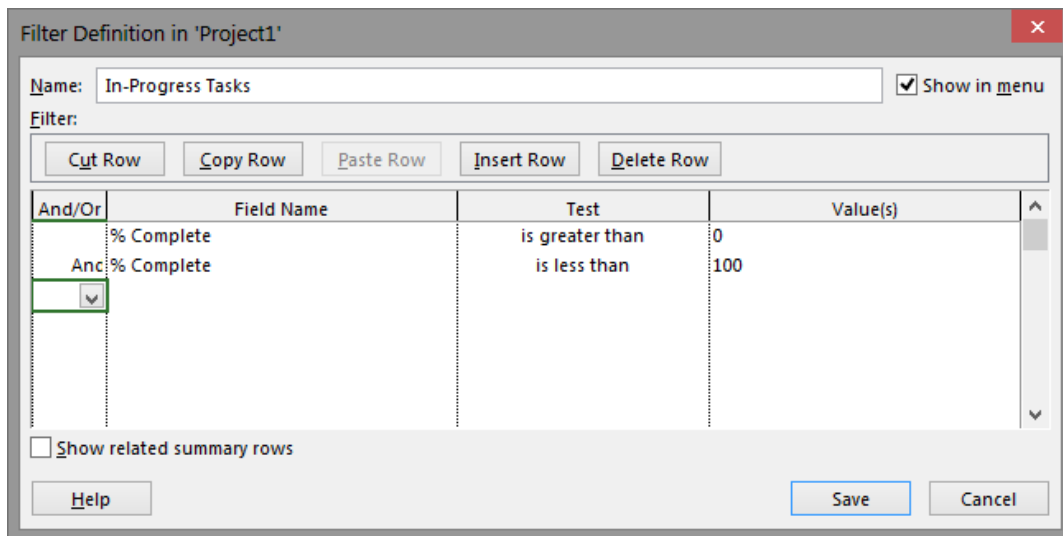 Filter Definition in 'Project1'
Name: In-Progress Tasks Show in menu
Filter:
Cut Row Copy Row Paste Row Insert Row Delete Row
And/Or Field Name Test Value(s)
% Complete is greater than 0
Anc % Complete is less than 100
Show related summary rows
Help Save Cancel